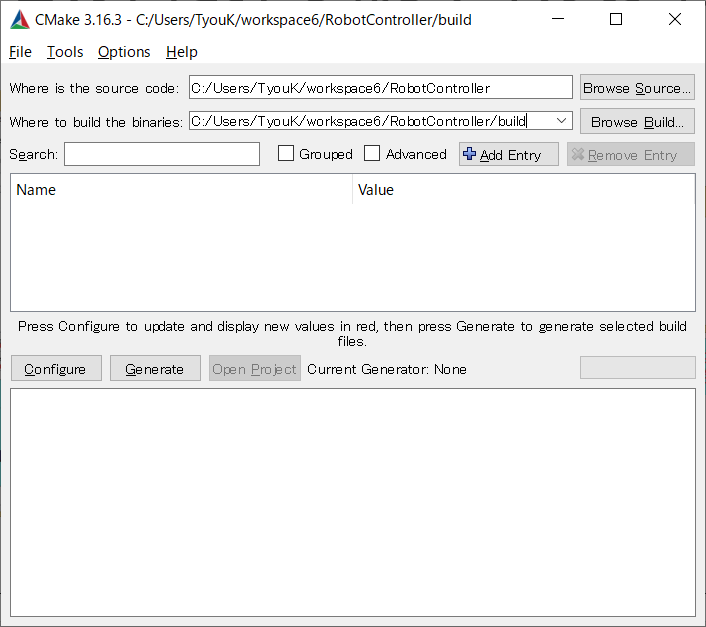 CMake 3.16.3 - C:/Users/TyouK/workspace6/RobotController/build
File Tools Options Help
Where is the source code: C:/Users/TyouK/workspace6/RobotController Browse Source...
Where to build the binaries: C:/Users/TyouK/workspace6/RobotController/build Browse Build...
Search: Grouped Advanced Add Entry Remove Entry
Name Value
Press Configure to update and display new values in red, then press Generate to generate selected build
files.
Configure Generate Open Project Current Generator: None